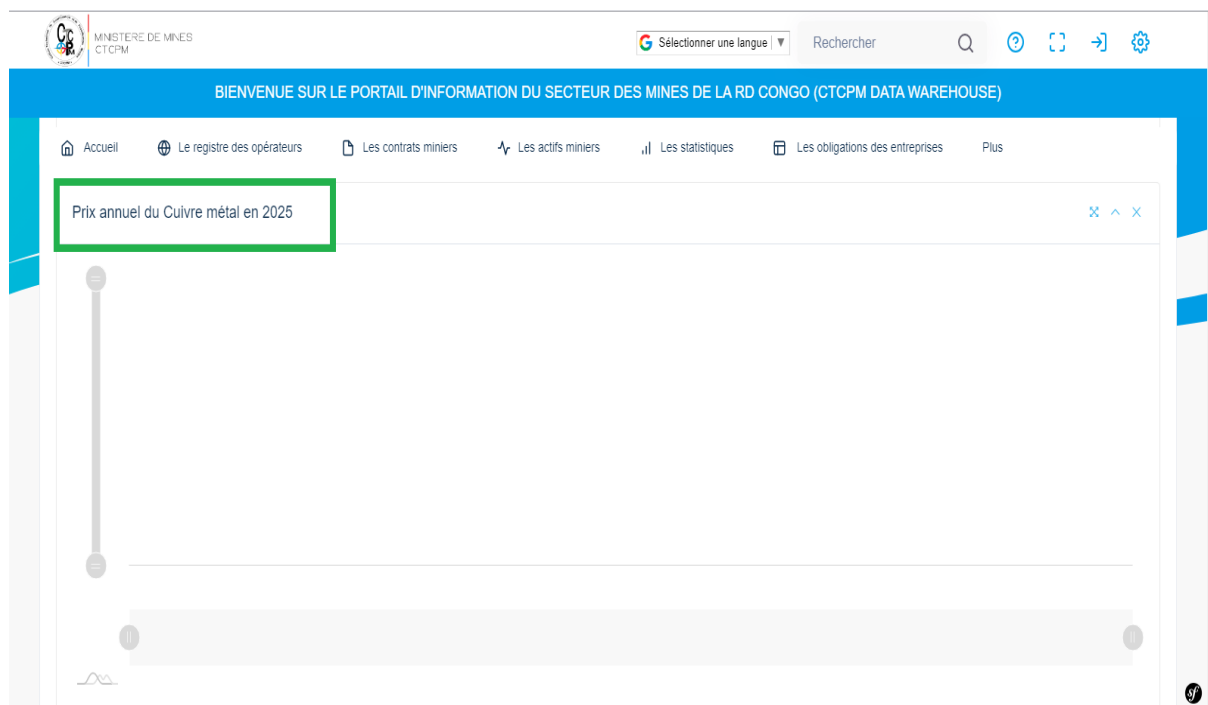 MINISTERE DE MINES
CTCPM
Sélectionner une langue
Rechercher
BIENVENUE SUR LE PORTAIL D'INFORMATION DU SECTEUR DES MINES DE LA RD CONGO (CTCPM DATA WAREHOUSE)
Accueil Le registre des opérateurs Les contrats miniers Les actifs miniers Les statistiques Les obligations des entreprises Plus
Prix annuel du Cuivre métal en 2025
sf